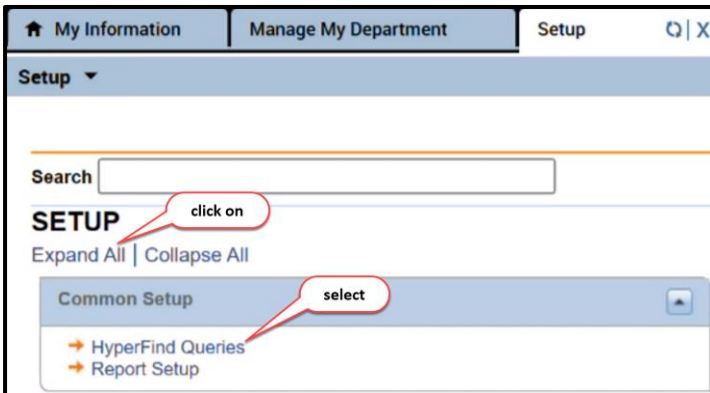 My Information Manage My Department Setup X
Setup
Search
click on
SETUP
Expand All | Collapse All
Common Setup
select
HyperFind Queries
Report Setup